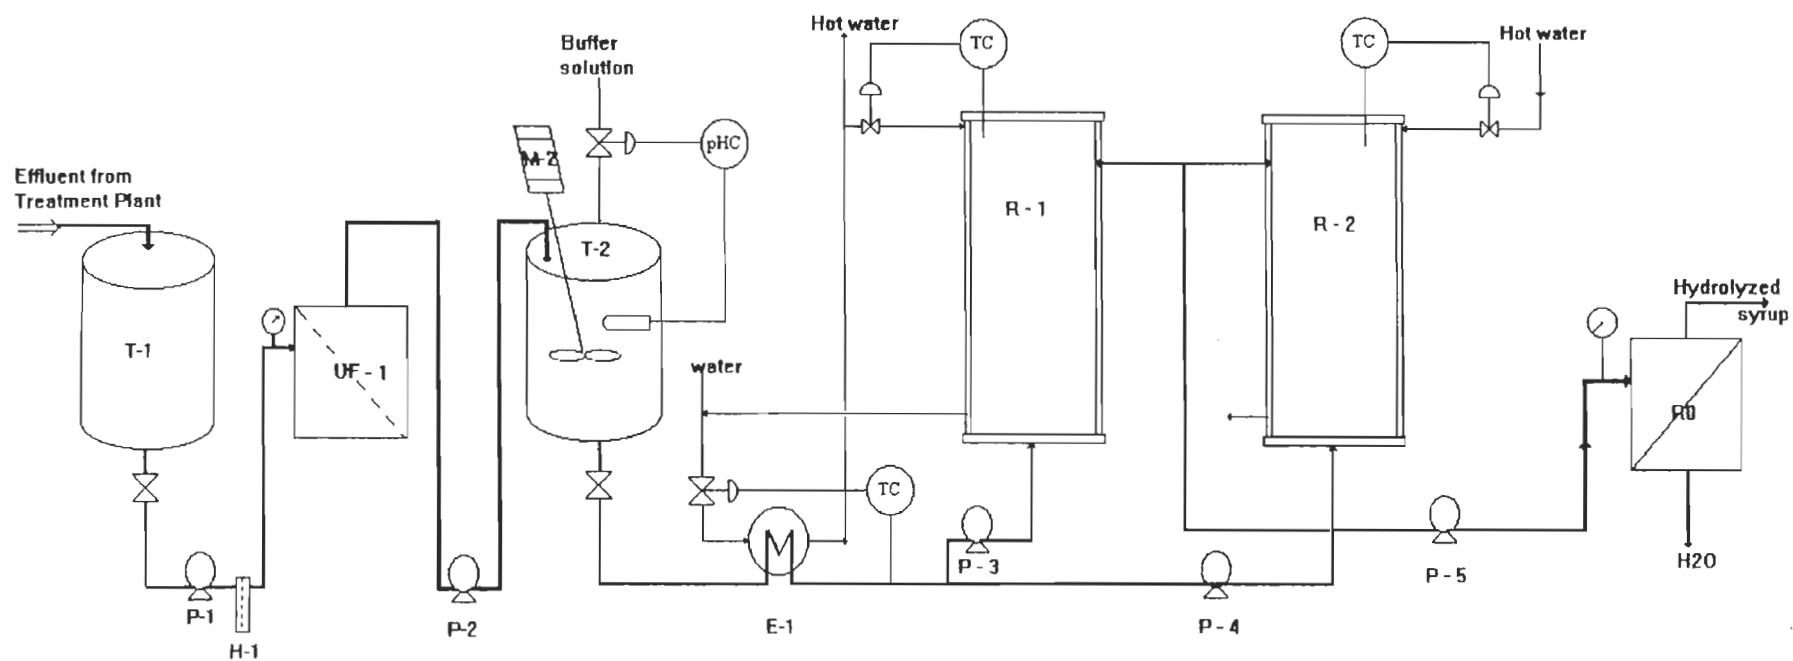 Hot water
TC
TC
Hot water
Buffer
solution
M-2
pHC
Effluent from
Treatment Plant
R - 1
R - 2
T-2
Hydrolyzed
syrup
T-1
UF - 1
water
R0
TC
P - 3
P - 5
H2O
P-1
P-2
E-1
P - 4
H-1